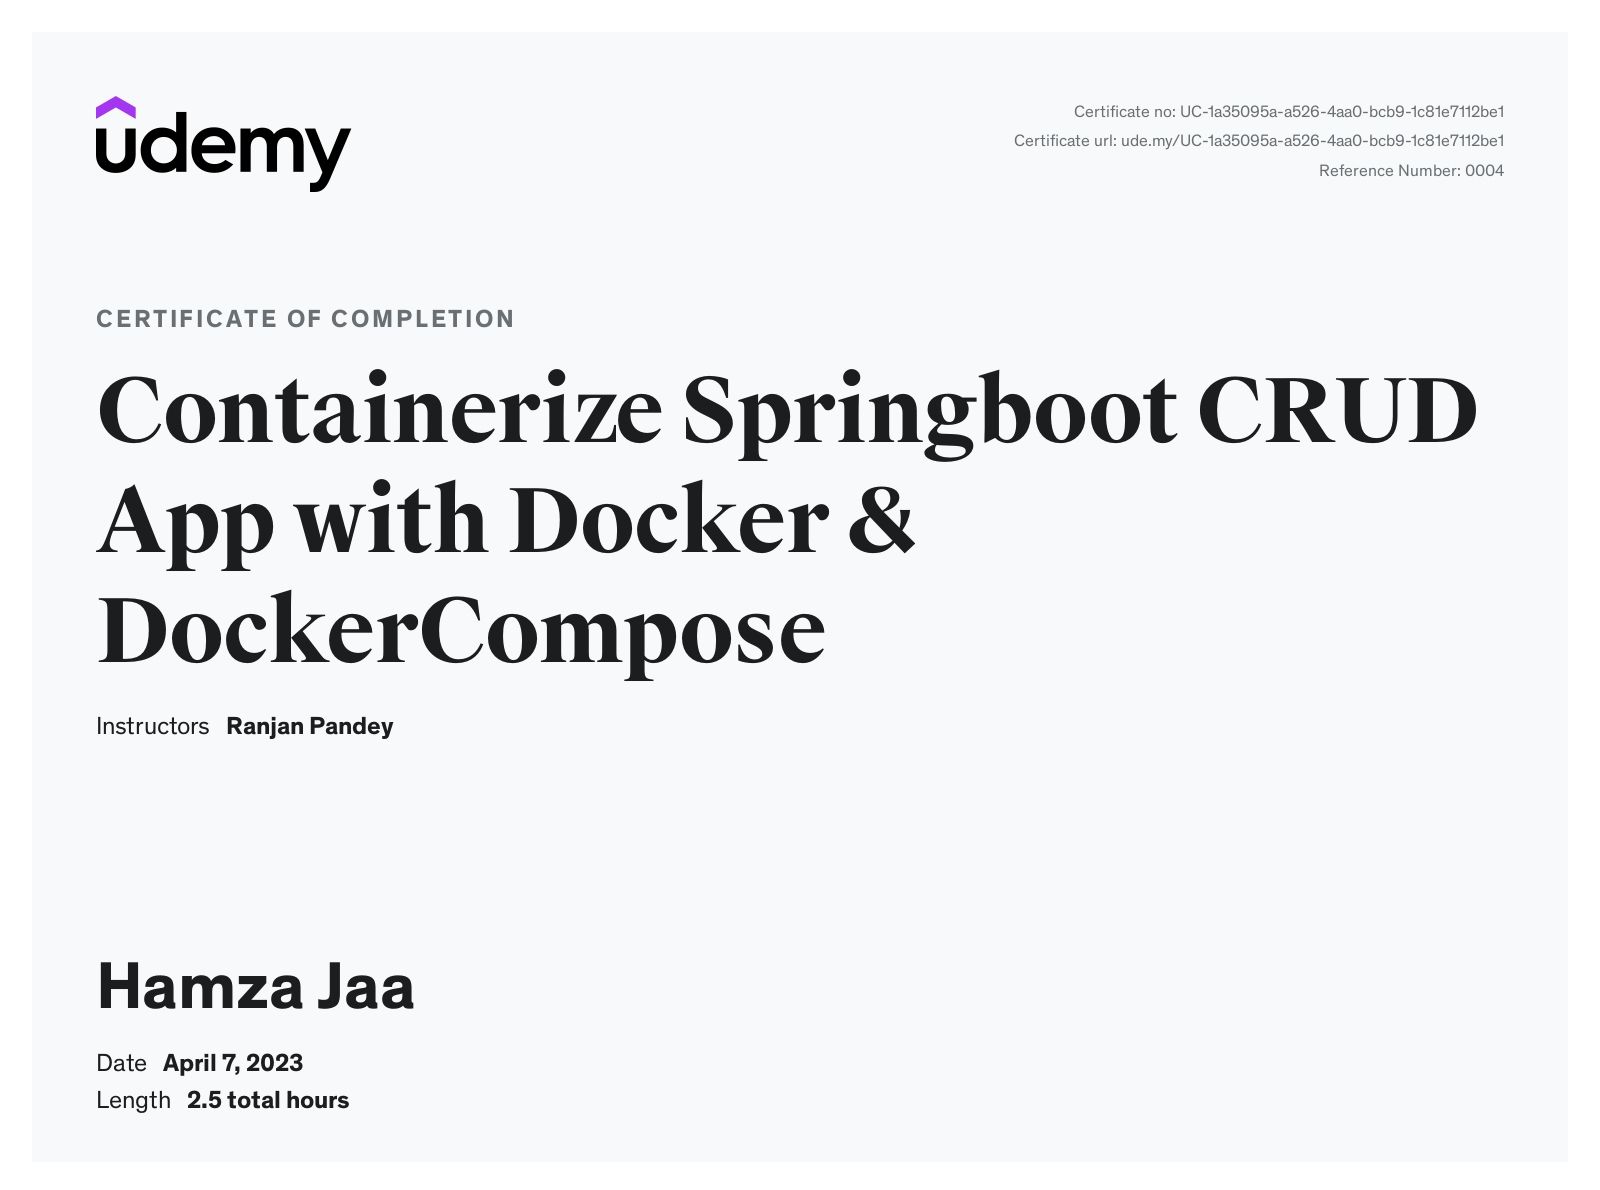 udemy
Certificate no: UC-1a35095a-a526-4aa0-bcb9-1c81e7112be1
Certificate url: ude.my/UC-1a35095a-a526-4aa0-bcb9-1c81e7112be1
Reference Number: 0004
CERTIFICATE OF COMPLETION
Containerize Springboot CRUD
App with Docker &
DockerCompose
Instructors Ranjan Pandey
Hamza Jaa
Date April 7, 2023
Length 2.5 total hours